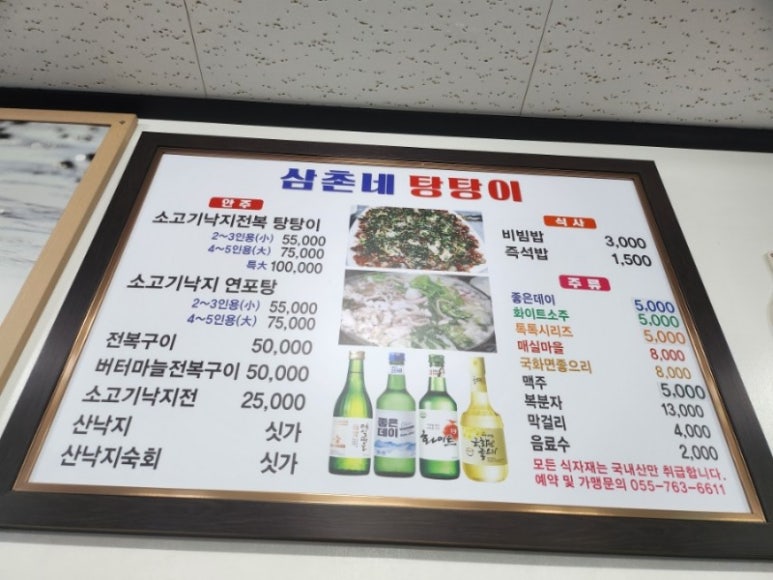 삼촌네 탕탕이
안주
소고기낙지전복 탕탕이
2~3인용(小) 55,000
4~5인용(大) 75,000
특大 100,000
소고기낙지 연포탕
2~3인용(小) 55,000
4~5인용(大) 75,000
전복구이 50,000
버터마늘전복구이 50,000
소고기낙지전 25,000
산낙지 싯가
산낙지숙회 싯가
좋은
데이
화이트
식사
비빔밥 3,000
즉석밥 1,500
주류
좋은데이 5,000
화이트소주 5,000
톡톡시리즈 5,000
매실마을 8,000
국화면좋으리 8,000
맥주 5,000
복분자 13,000
막걸리 4,000
음료수 2,000
모든 식자재는 국내산만 취급합니다.
예약 및 가맹문의 055-763-6611